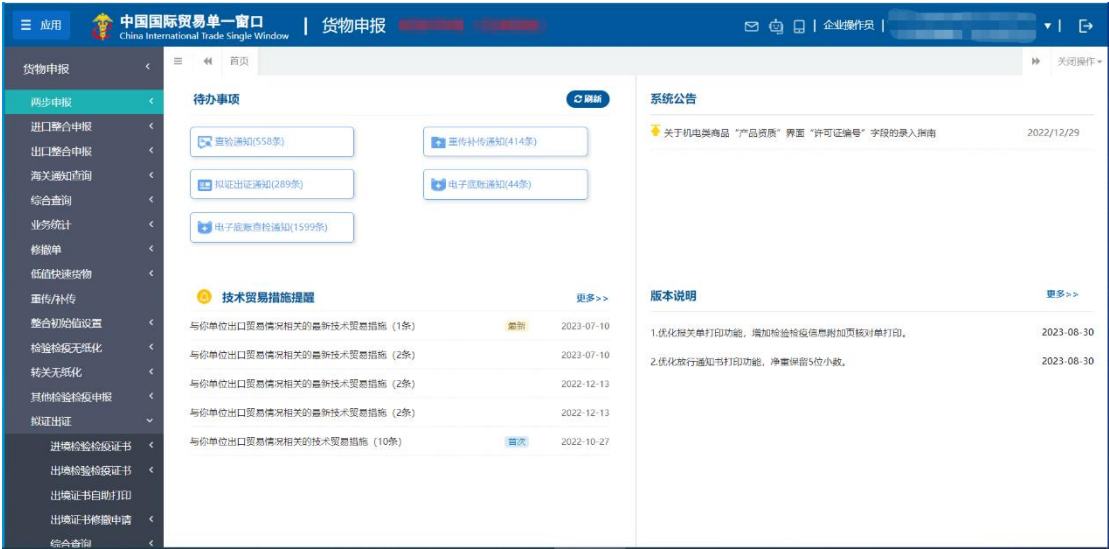 应用
中国国际贸易单一窗口
China International Trade Single Window
货物申报
企业操作员
货物申报
首页
关闭操作
两步申报
进口整合申报
出口整合申报
海关通知查询
综合查询
业务统计
修撤单
低值快速货物
重传/补传
整合初始值设置
检验检疫无纸化
转关无纸化
其他检验检疫申报
拟证出证
进境检验检疫证书
出境检验检疫证书
出境证书自助打印
出境证书修撤申请
综合查询
待办事项
刷新
查验通知(558条)
重传补传通知(414条)
拟证出证通知(289条)
电子底账通知(44条)
电子底账查检通知(1599条)
系统公告
关于机电类商品“产品资质”界面“许可证编号”字段的录入指南 2022/12/29
技术贸易措施提醒 更多>>
与你单位出口贸易情况相关的最新技术贸易措施（1条） 最新 2023-07-10
与你单位出口贸易情况相关的最新技术贸易措施（2条） 2023-07-10
与你单位出口贸易情况相关的最新技术贸易措施（2条） 2022-12-13
与你单位出口贸易情况相关的最新技术贸易措施（2条） 2022-12-13
与你单位出口贸易情况相关的技术贸易措施（10条） 首次 2022-10-27
版本说明 更多>>
1.优化报关单打印功能，增加检验检疫信息附加页核对单打印。 2023-08-30
2.优化放行通知书打印功能，净重保留5位小数。 2023-08-30